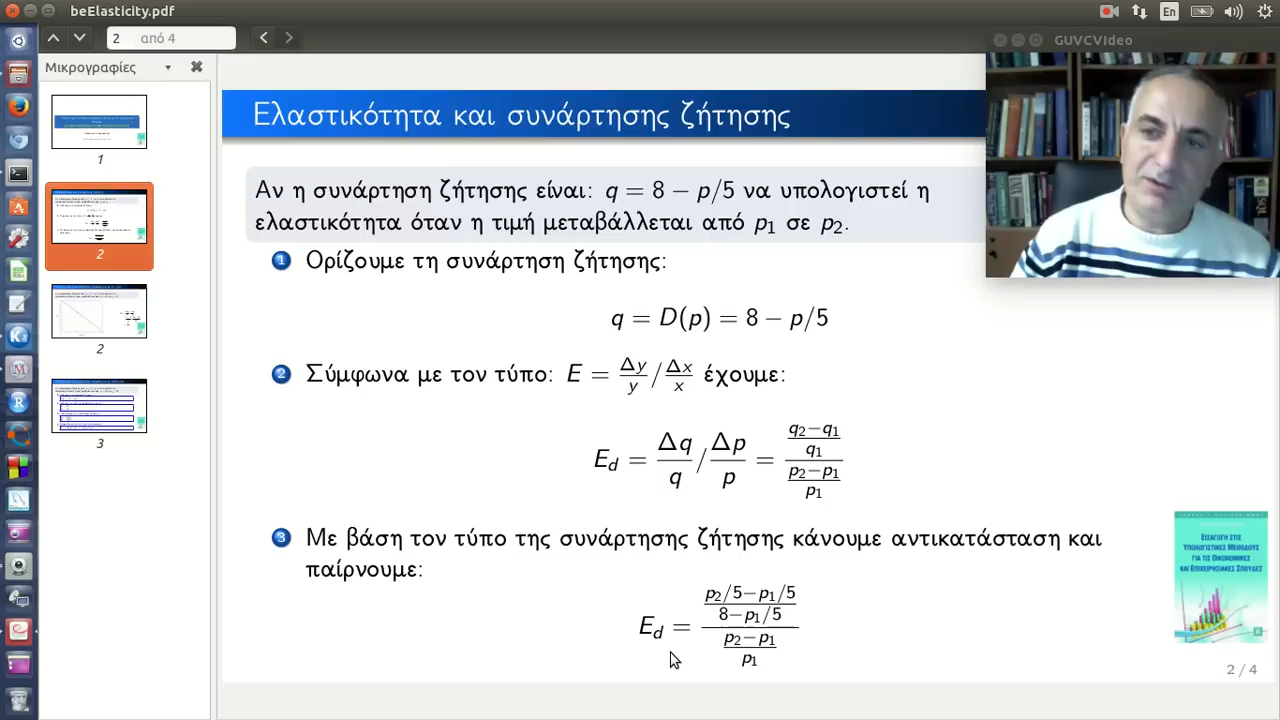 beElasticity.pdf
En
2 από 4
GUVCVIdeo
Μικρογραφίες
1
2
2
3
Ελαστικότητα και συνάρτησης ζήτησης
Αν η συνάρτηση ζήτησης είναι: q = 8 − p/5 να υπολογιστεί η
ελαστικότητα όταν η τιμή μεταβάλλεται από p₁ σε p₂.
1 Ορίζουμε τη συνάρτηση ζήτησης:
q = D(p) = 8 − p/5
2 Σύμφωνα με τον τύπο: E = Δy/y / Δx/x έχουμε:
E_d = Δq/q / Δp/p = (q₂−q₁)/q₁ / (p₂−p₁)/p₁
3 Με βάση τον τύπο της συνάρτησης ζήτησης κάνουμε αντικατάσταση και
παίρνουμε:
E_d = (p₂/5−p₁/5)/(8−p₁/5) / (p₂−p₁)/p₁
ΕΙΣΑΓΩΓΗ ΣΤΙΣ
ΥΠΟΛΟΓΙΣΤΙΚΕΣ ΜΕΘΟΔΟΥΣ
ΓΙΑ ΤΙΣ ΟΙΚΟΝΟΜΙΚΕΣ
ΚΑΙ ΕΠΙΧΕΙΡΗΣΙΑΚΕΣ ΣΠΟΥΔΕΣ
2 / 4